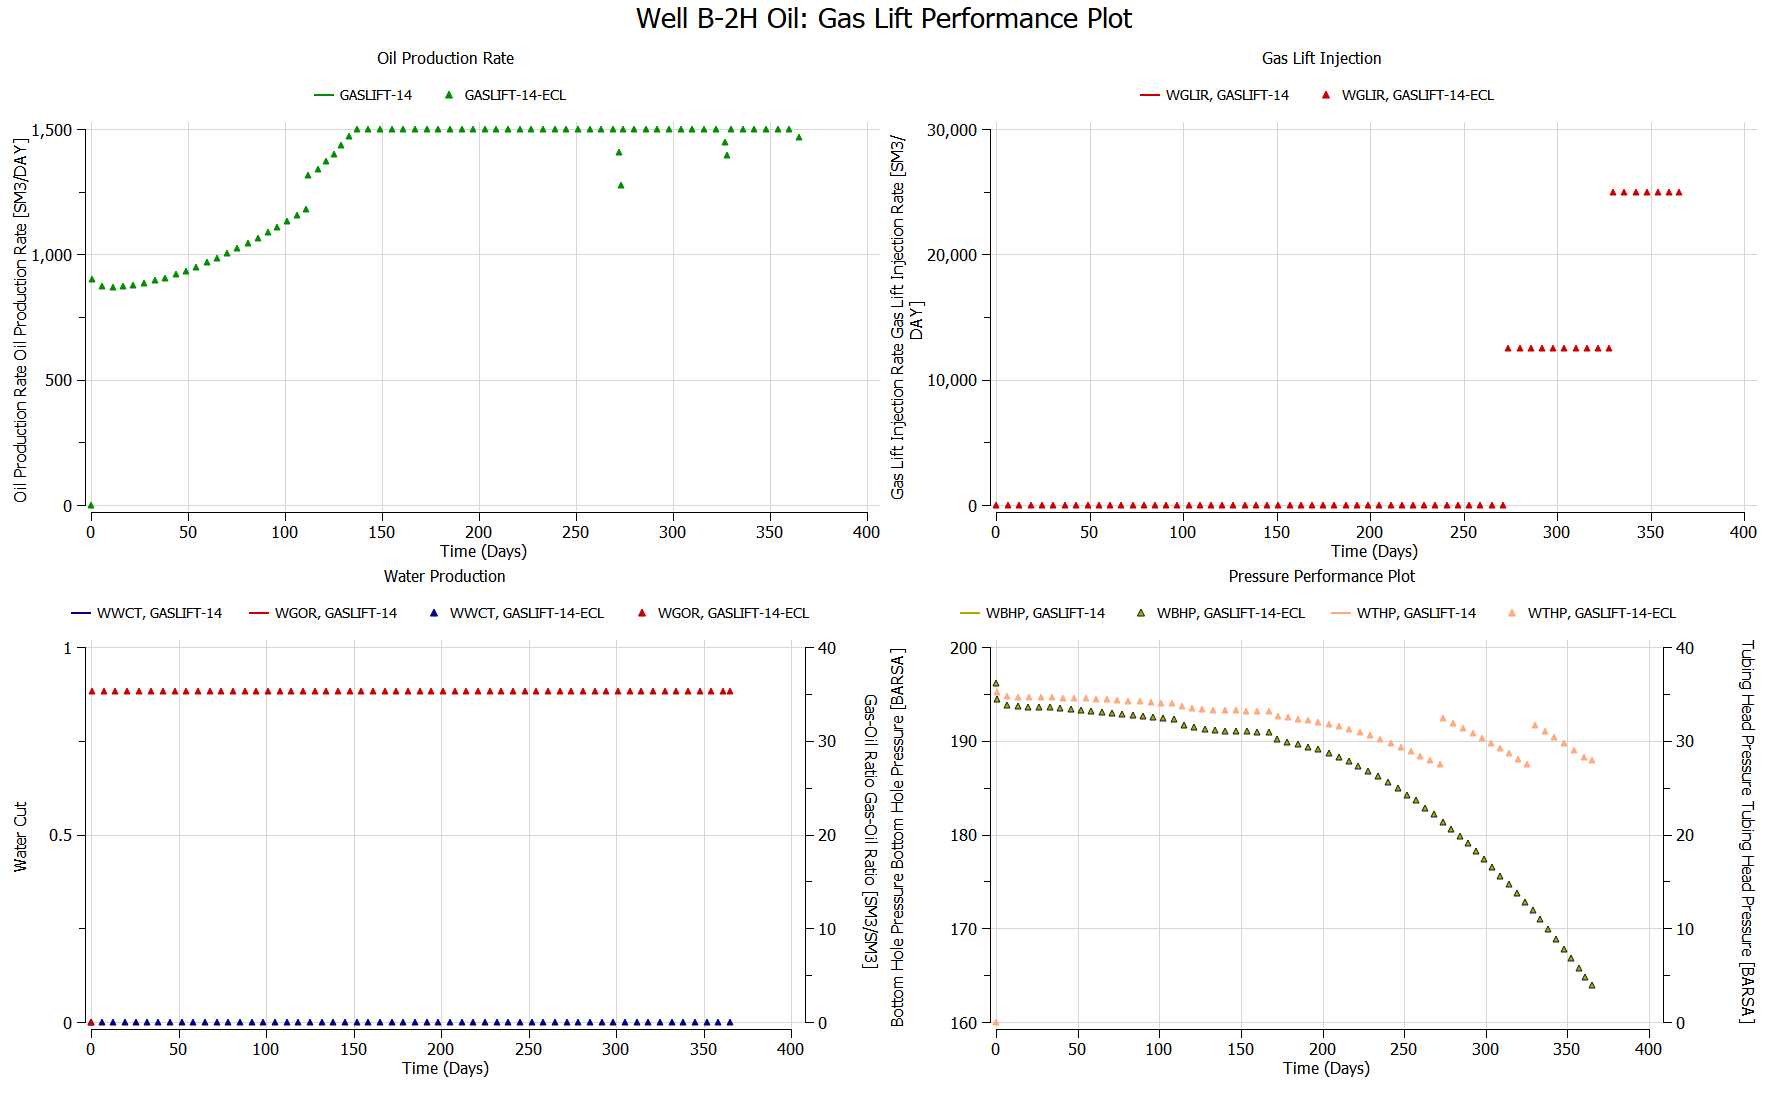 Well B-2H Oil: Gas Lift Performance Plot
Oil Production Rate
GASLIFT-14 GASLIFT-14-ECL
Oil Production Rate Oil Production Rate [SM3/DAY]
1,500
1,000
500
0
0 50 100 150 200 250 300 350 400
Time (Days)
Gas Lift Injection
WGLIR, GASLIFT-14 WGLIR, GASLIFT-14-ECL
Gas Lift Injection Rate Gas Lift Injection Rate [SM3/
DAY]
30,000
20,000
10,000
0
0 50 100 150 200 250 300 350 400
Time (Days)
Water Production
WWCT, GASLIFT-14 WGOR, GASLIFT-14 WWCT, GASLIFT-14-ECL WGOR, GASLIFT-14-ECL
Water Cut
1
0.5
0
40
30
20
10
0
Gas-Oil Ratio Gas-Oil Ratio [SM3/SM3]
0 50 100 150 200 250 300 350 400
Time (Days)
Pressure Performance Plot
WBHP, GASLIFT-14 WBHP, GASLIFT-14-ECL WTHP, GASLIFT-14 WTHP, GASLIFT-14-ECL
Bottom Hole Pressure Bottom Hole Pressure [BARSA]
200
190
180
170
160
40
30
20
10
0
Tubing Head Pressure Tubing Head Pressure [BARSA]
0 50 100 150 200 250 300 350 400
Time (Days)